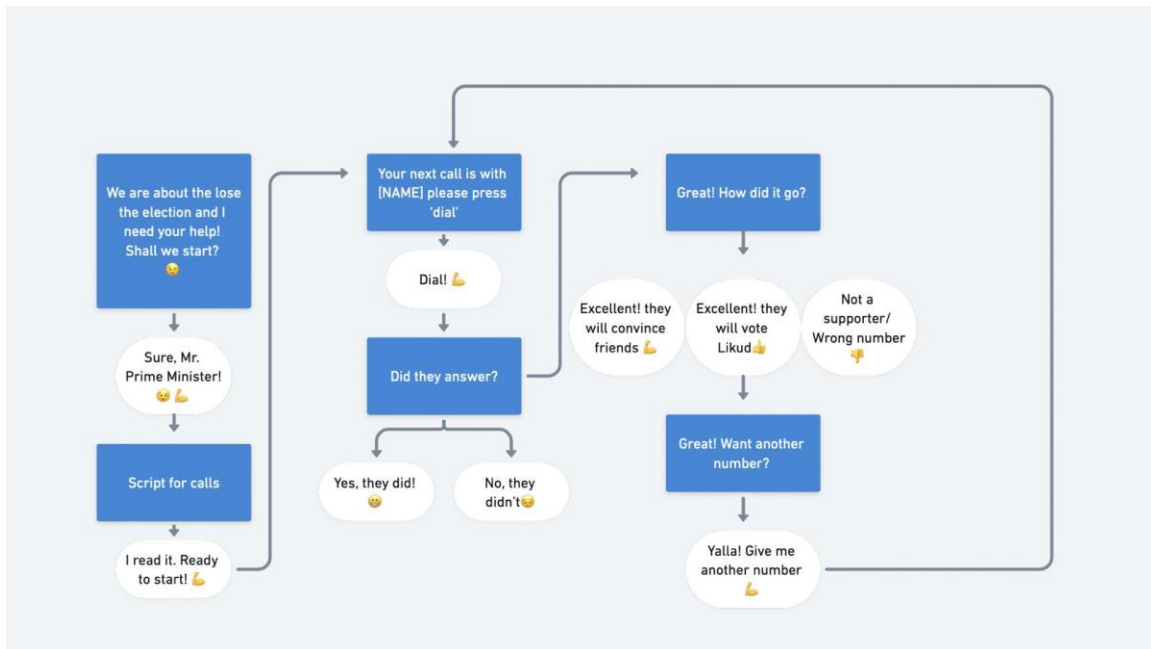 We are about the lose
the election and I
need your help!
Shall we start?
😉
Sure, Mr.
Prime Minister!
😉 💪
Script for calls
I read it. Ready
to start! 💪
Your next call is with
[NAME] please press
'dial'
Dial! 💪
Did they answer?
Yes, they did!
😁
No, they
didn't😔
Great! How did it go?
Excellent! they
will convince
friends 💪
Excellent! they
will vote
Likud👍
Not a
supporter/
Wrong number
👎
Great! Want another
number?
Yalla! Give me
another number
💪